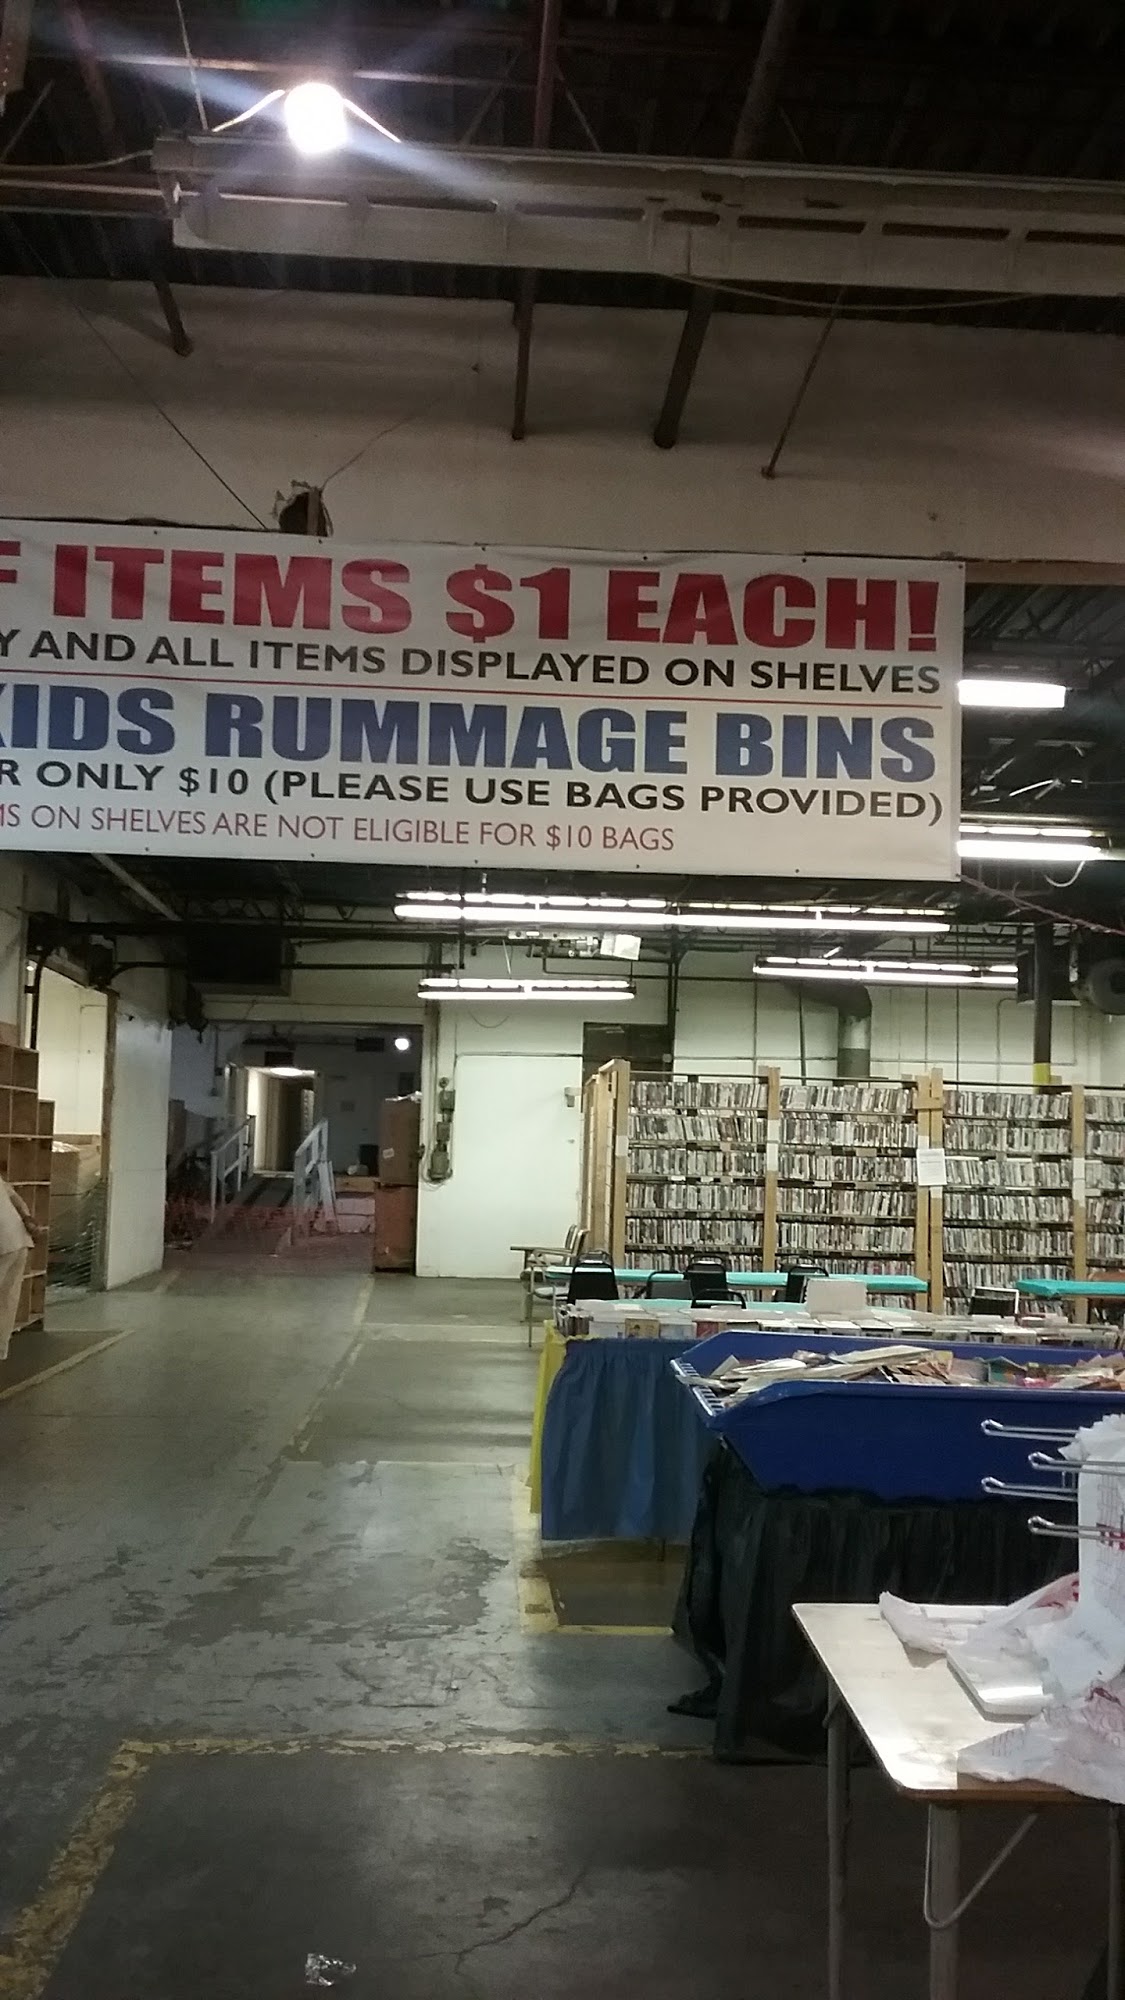 ITEMS $1 EACH!
AND ALL ITEMS DISPLAYED ON SHELVES
KIDS RUMMAGE BINS
ONLY $10 (PLEASE USE BAGS PROVIDED)
ON SHELVES ARE NOT ELIGIBLE FOR $10 BAGS